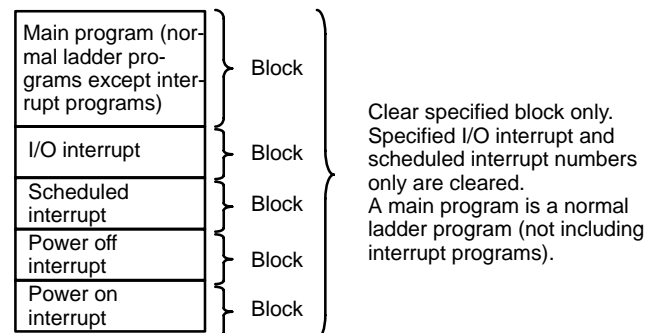 Main program (nor-
mal ladder pro-
grams except inter-
rupt programs)
Block
I/O interrupt
Block
Scheduled
interrupt
Block
Power off
interrupt
Block
Power on
interrupt
Block
Clear specified block only.
Specified I/O interrupt and
scheduled interrupt numbers
only are cleared.
A main program is a normal
ladder program (not including
interrupt programs).